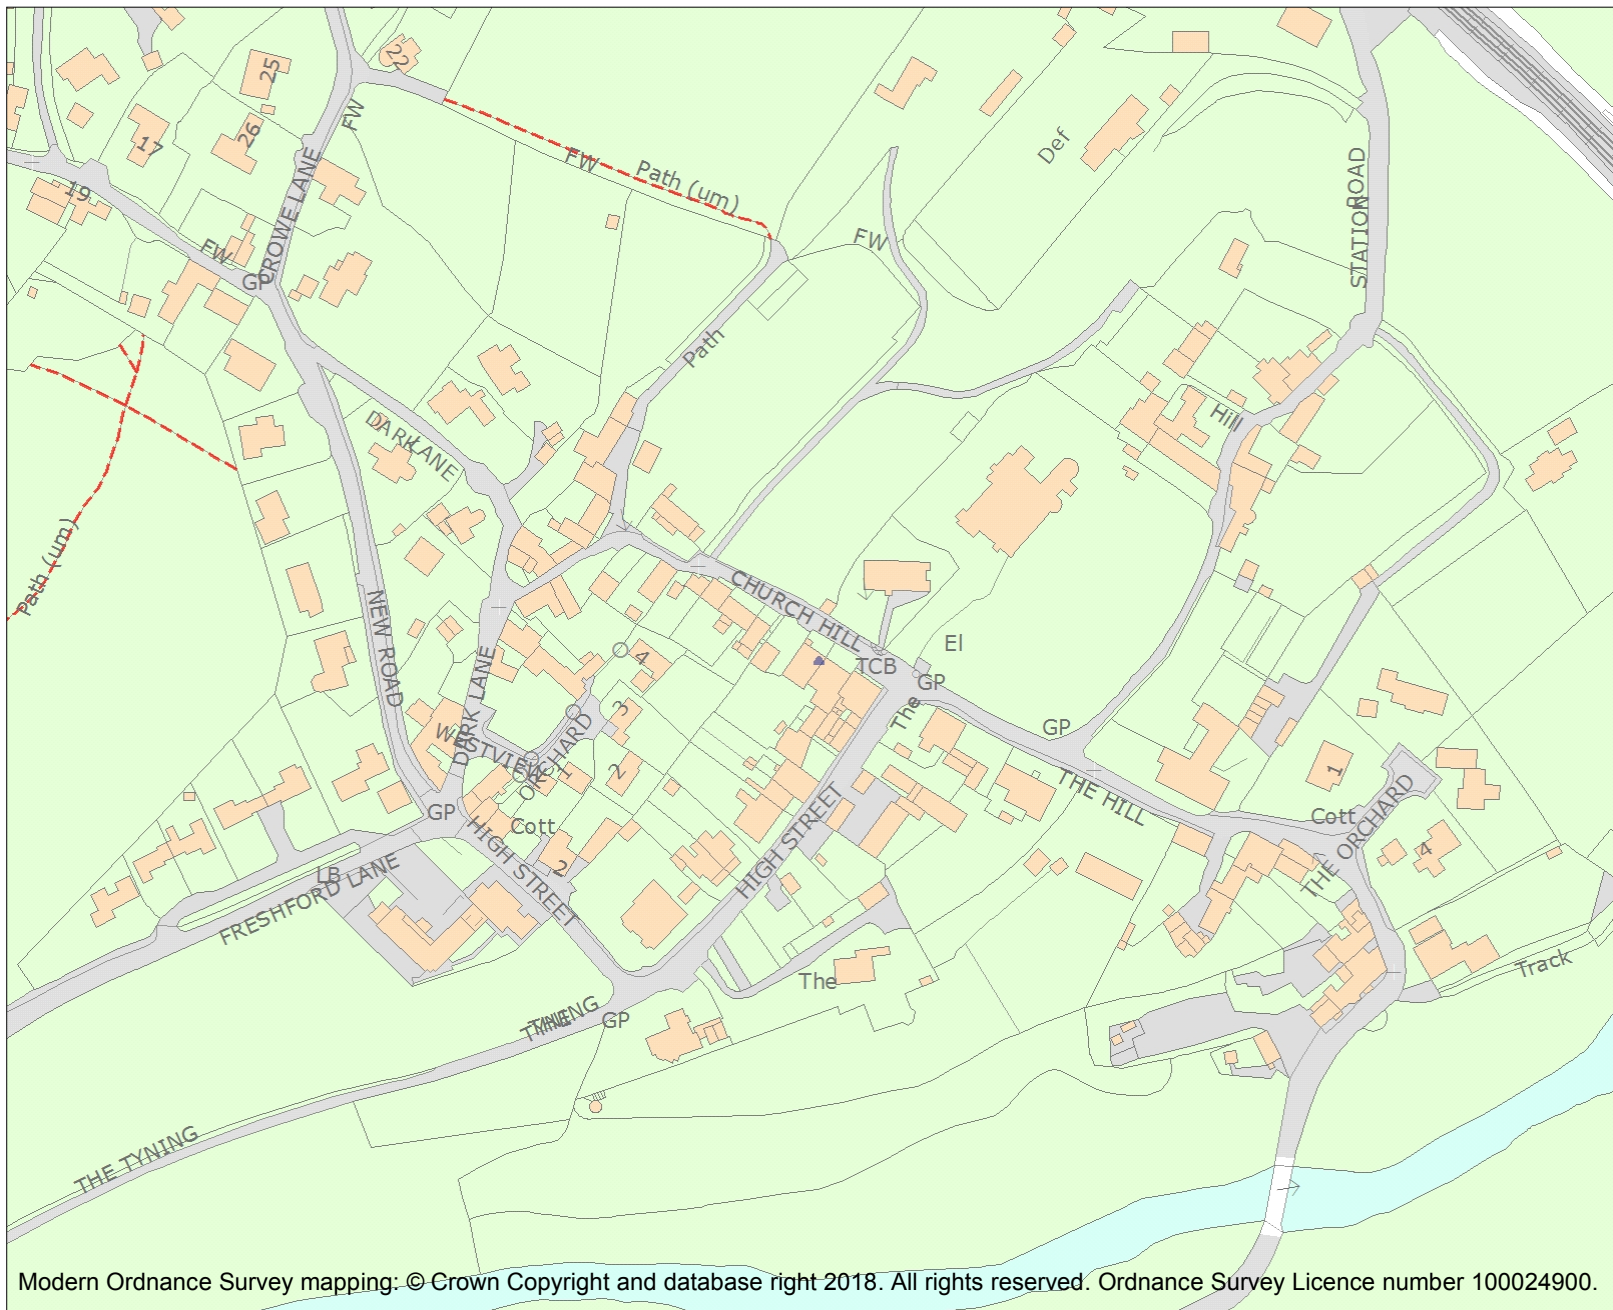 22
25
FW
26
17
CROWE LANE
19
FW
GP
FW
Path (um)
FW
Def
STATION
ROAD
Path
Hill
DARK LANE
Path (um)
NEW ROAD
CHURCH HILL
El
TCB
GP
The
GP
DARK LANE
WESTVIEW
ORCHARD
4
3
1
2
THE HILL
1
Cott
THE ORCHARD
4
GP
Cott
HIGH STREET
2
HIGH STREET
LB
FRESHFORD LANE
The
Track
TYNING
GP
THE TYNING
Modern Ordnance Survey mapping: © Crown Copyright and database right 2018. All rights reserved. Ordnance Survey Licence number 100024900.